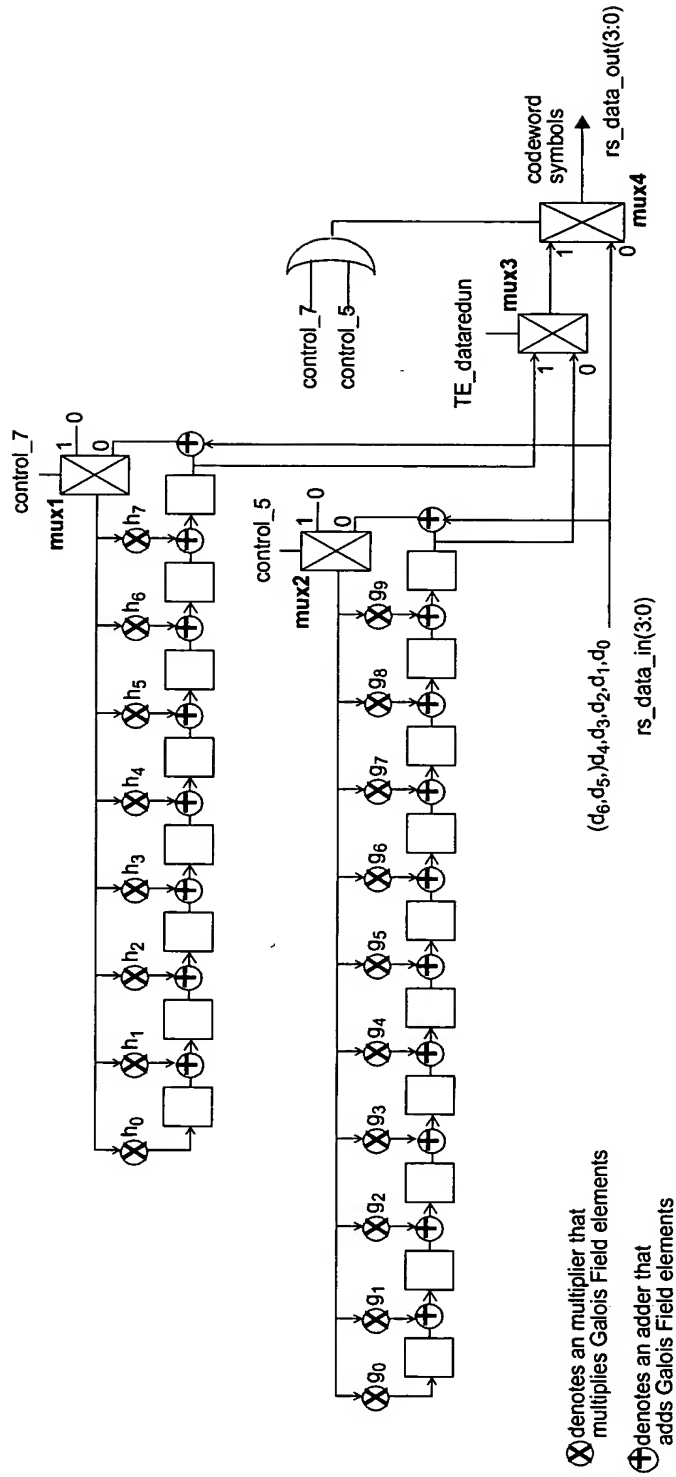 control_7
1
0
0
mux1
h0
h1
h2
h3
h4
h5
h6
h7
control_5
1
0
0
mux2
g0
g1
g2
g3
g4
g5
g6
g7
g8
g9
control_7
control_5
TE_dataredun
mux3
1
0
codeword
symbols
rs_data_out(3:0)
1
0
mux4
(d6,d5,)d4,d3,d2,d1,d0
rs_data_in(3:0)
denotes an multiplier that
multiplies Galois Field elements
denotes an adder that
adds Galois Field elements